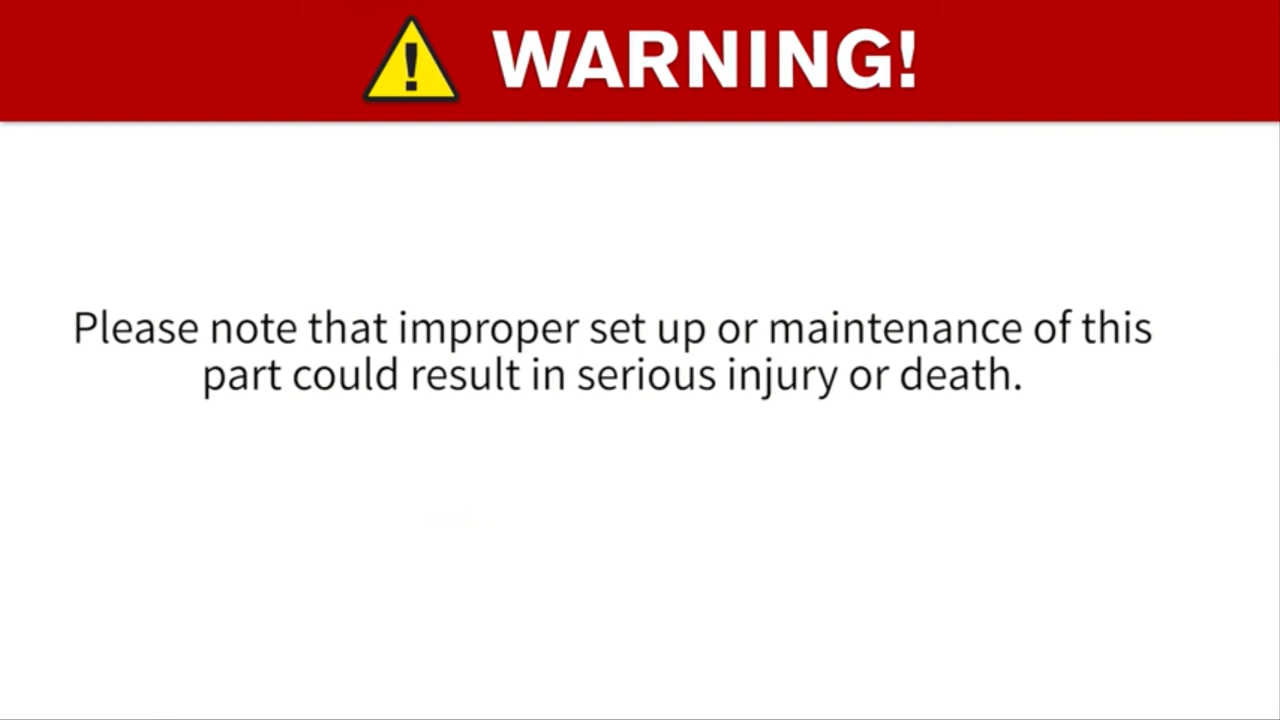 WARNING!
Please note that improper set up or maintenance of this
part could result in serious injury or death.